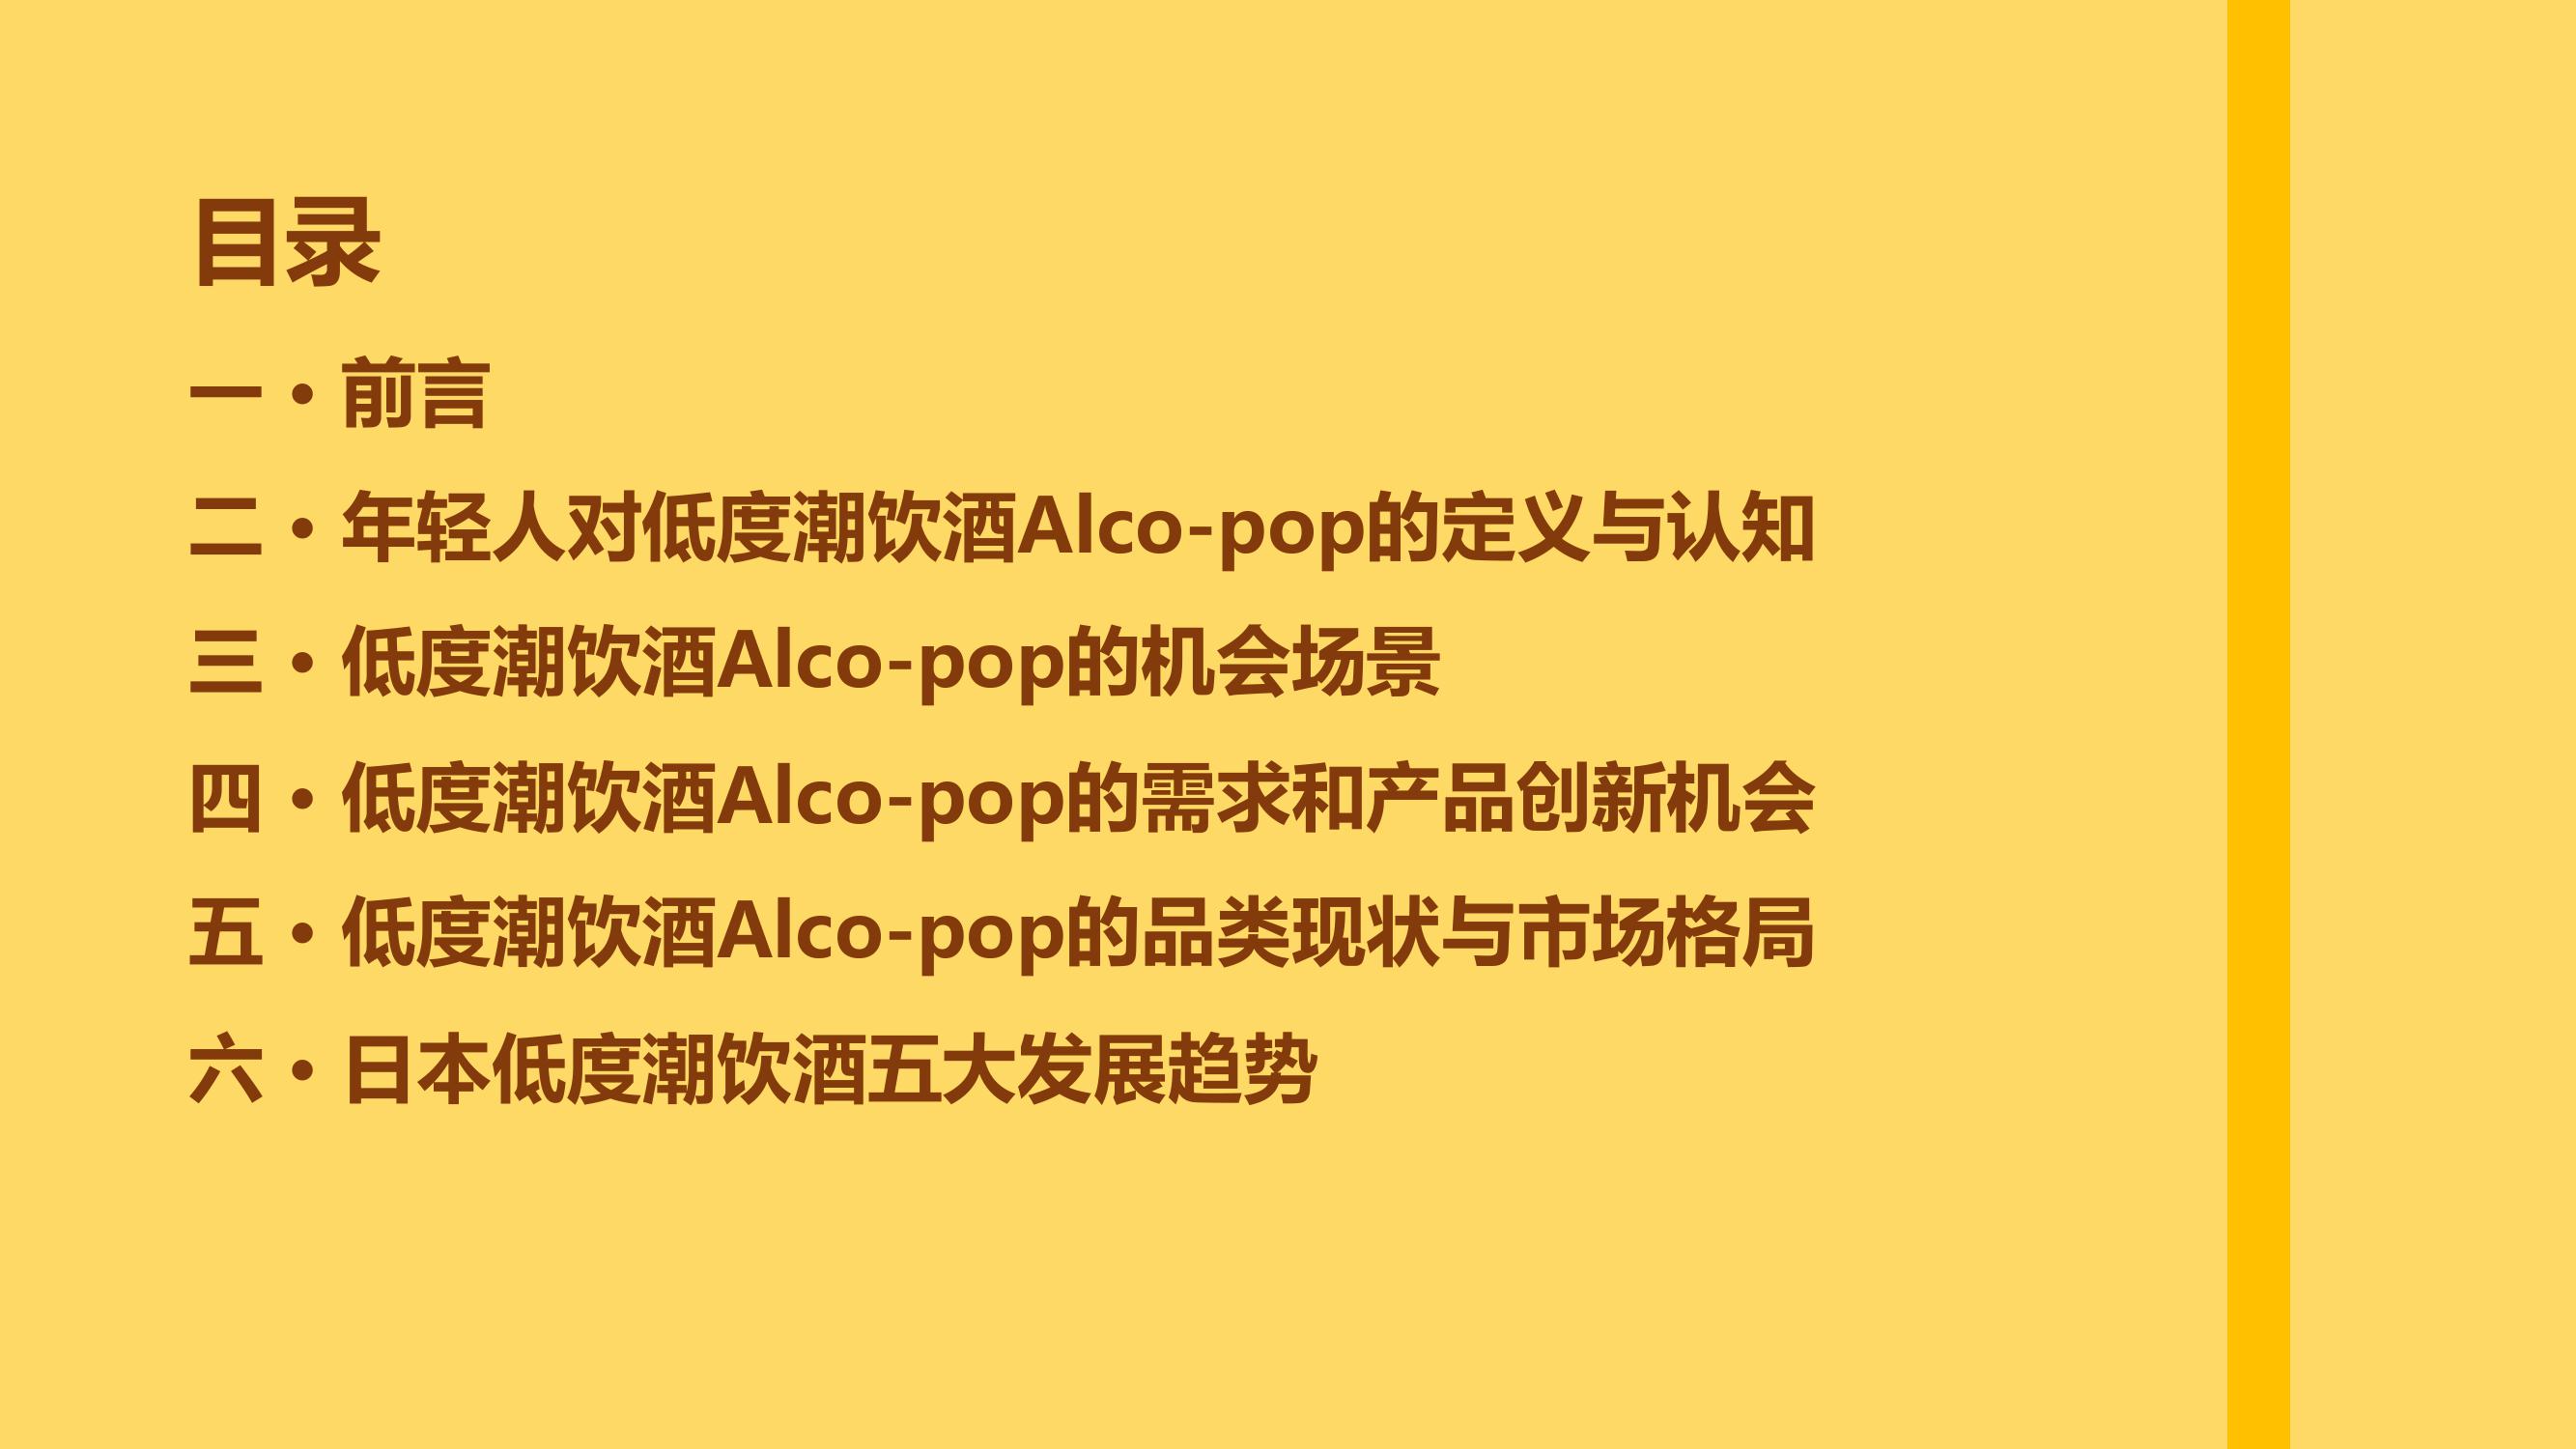 目录
一・前言
二・年轻人对低度潮饮酒Alco-pop的定义与认知
三・低度潮饮酒Alco-pop的机会场景
四・低度潮饮酒Alco-pop的需求和产品创新机会
五・低度潮饮酒Alco-pop的品类现状与市场格局
六・日本低度潮饮酒五大发展趋势